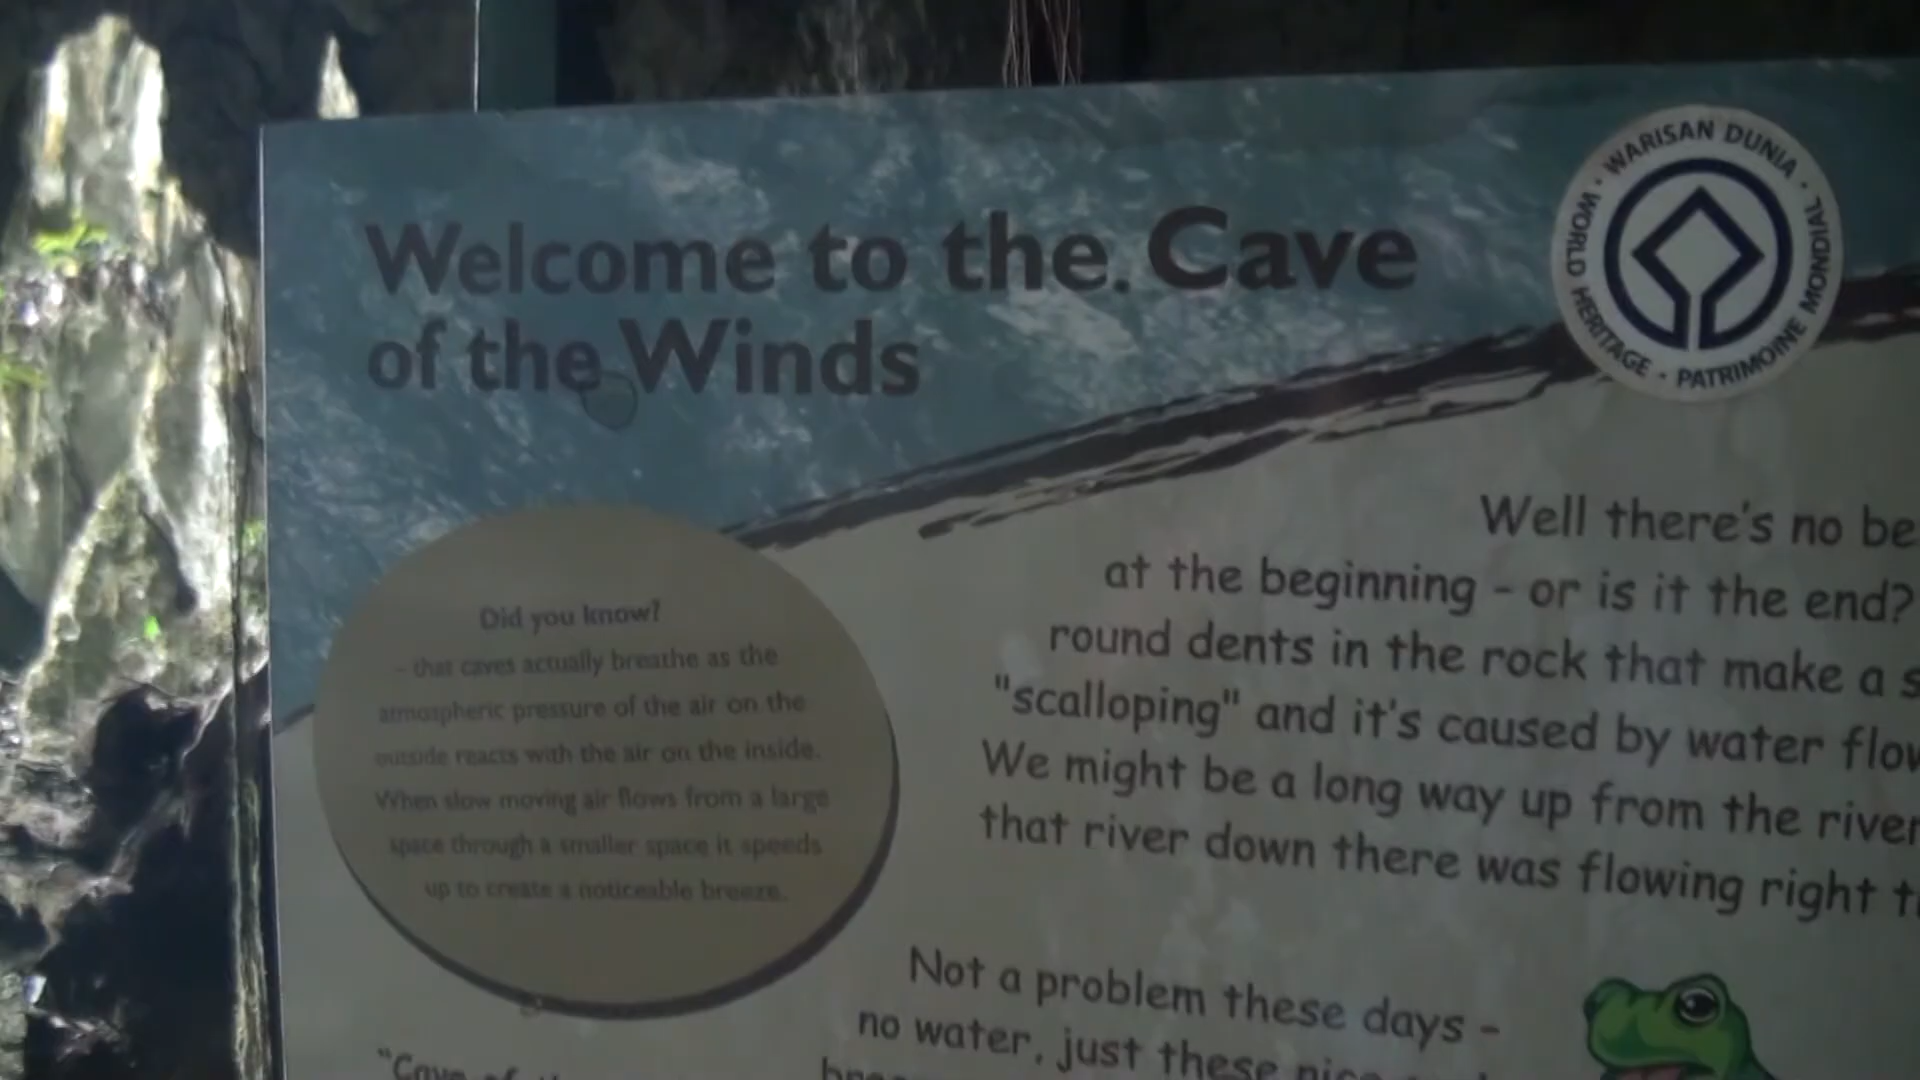 Welcome to the Cave
of the Winds
WARISAN DUNIA · WORLD HERITAGE · PATRIMOINE MONDIAL ·
Did you know?
- that caves actually breathe as the
atmospheric pressure of the air on the
outside reacts with the air on the inside.
When slow moving air flows from a large
space through a smaller space it speeds
up to create a noticeable breeze.
Well there's no be
at the beginning - or is it the end?
round dents in the rock that make a s
"scalloping" and it's caused by water flow
We might be a long way up from the river
that river down there was flowing right t
Not a problem these days -
no water, just these
"Cave of